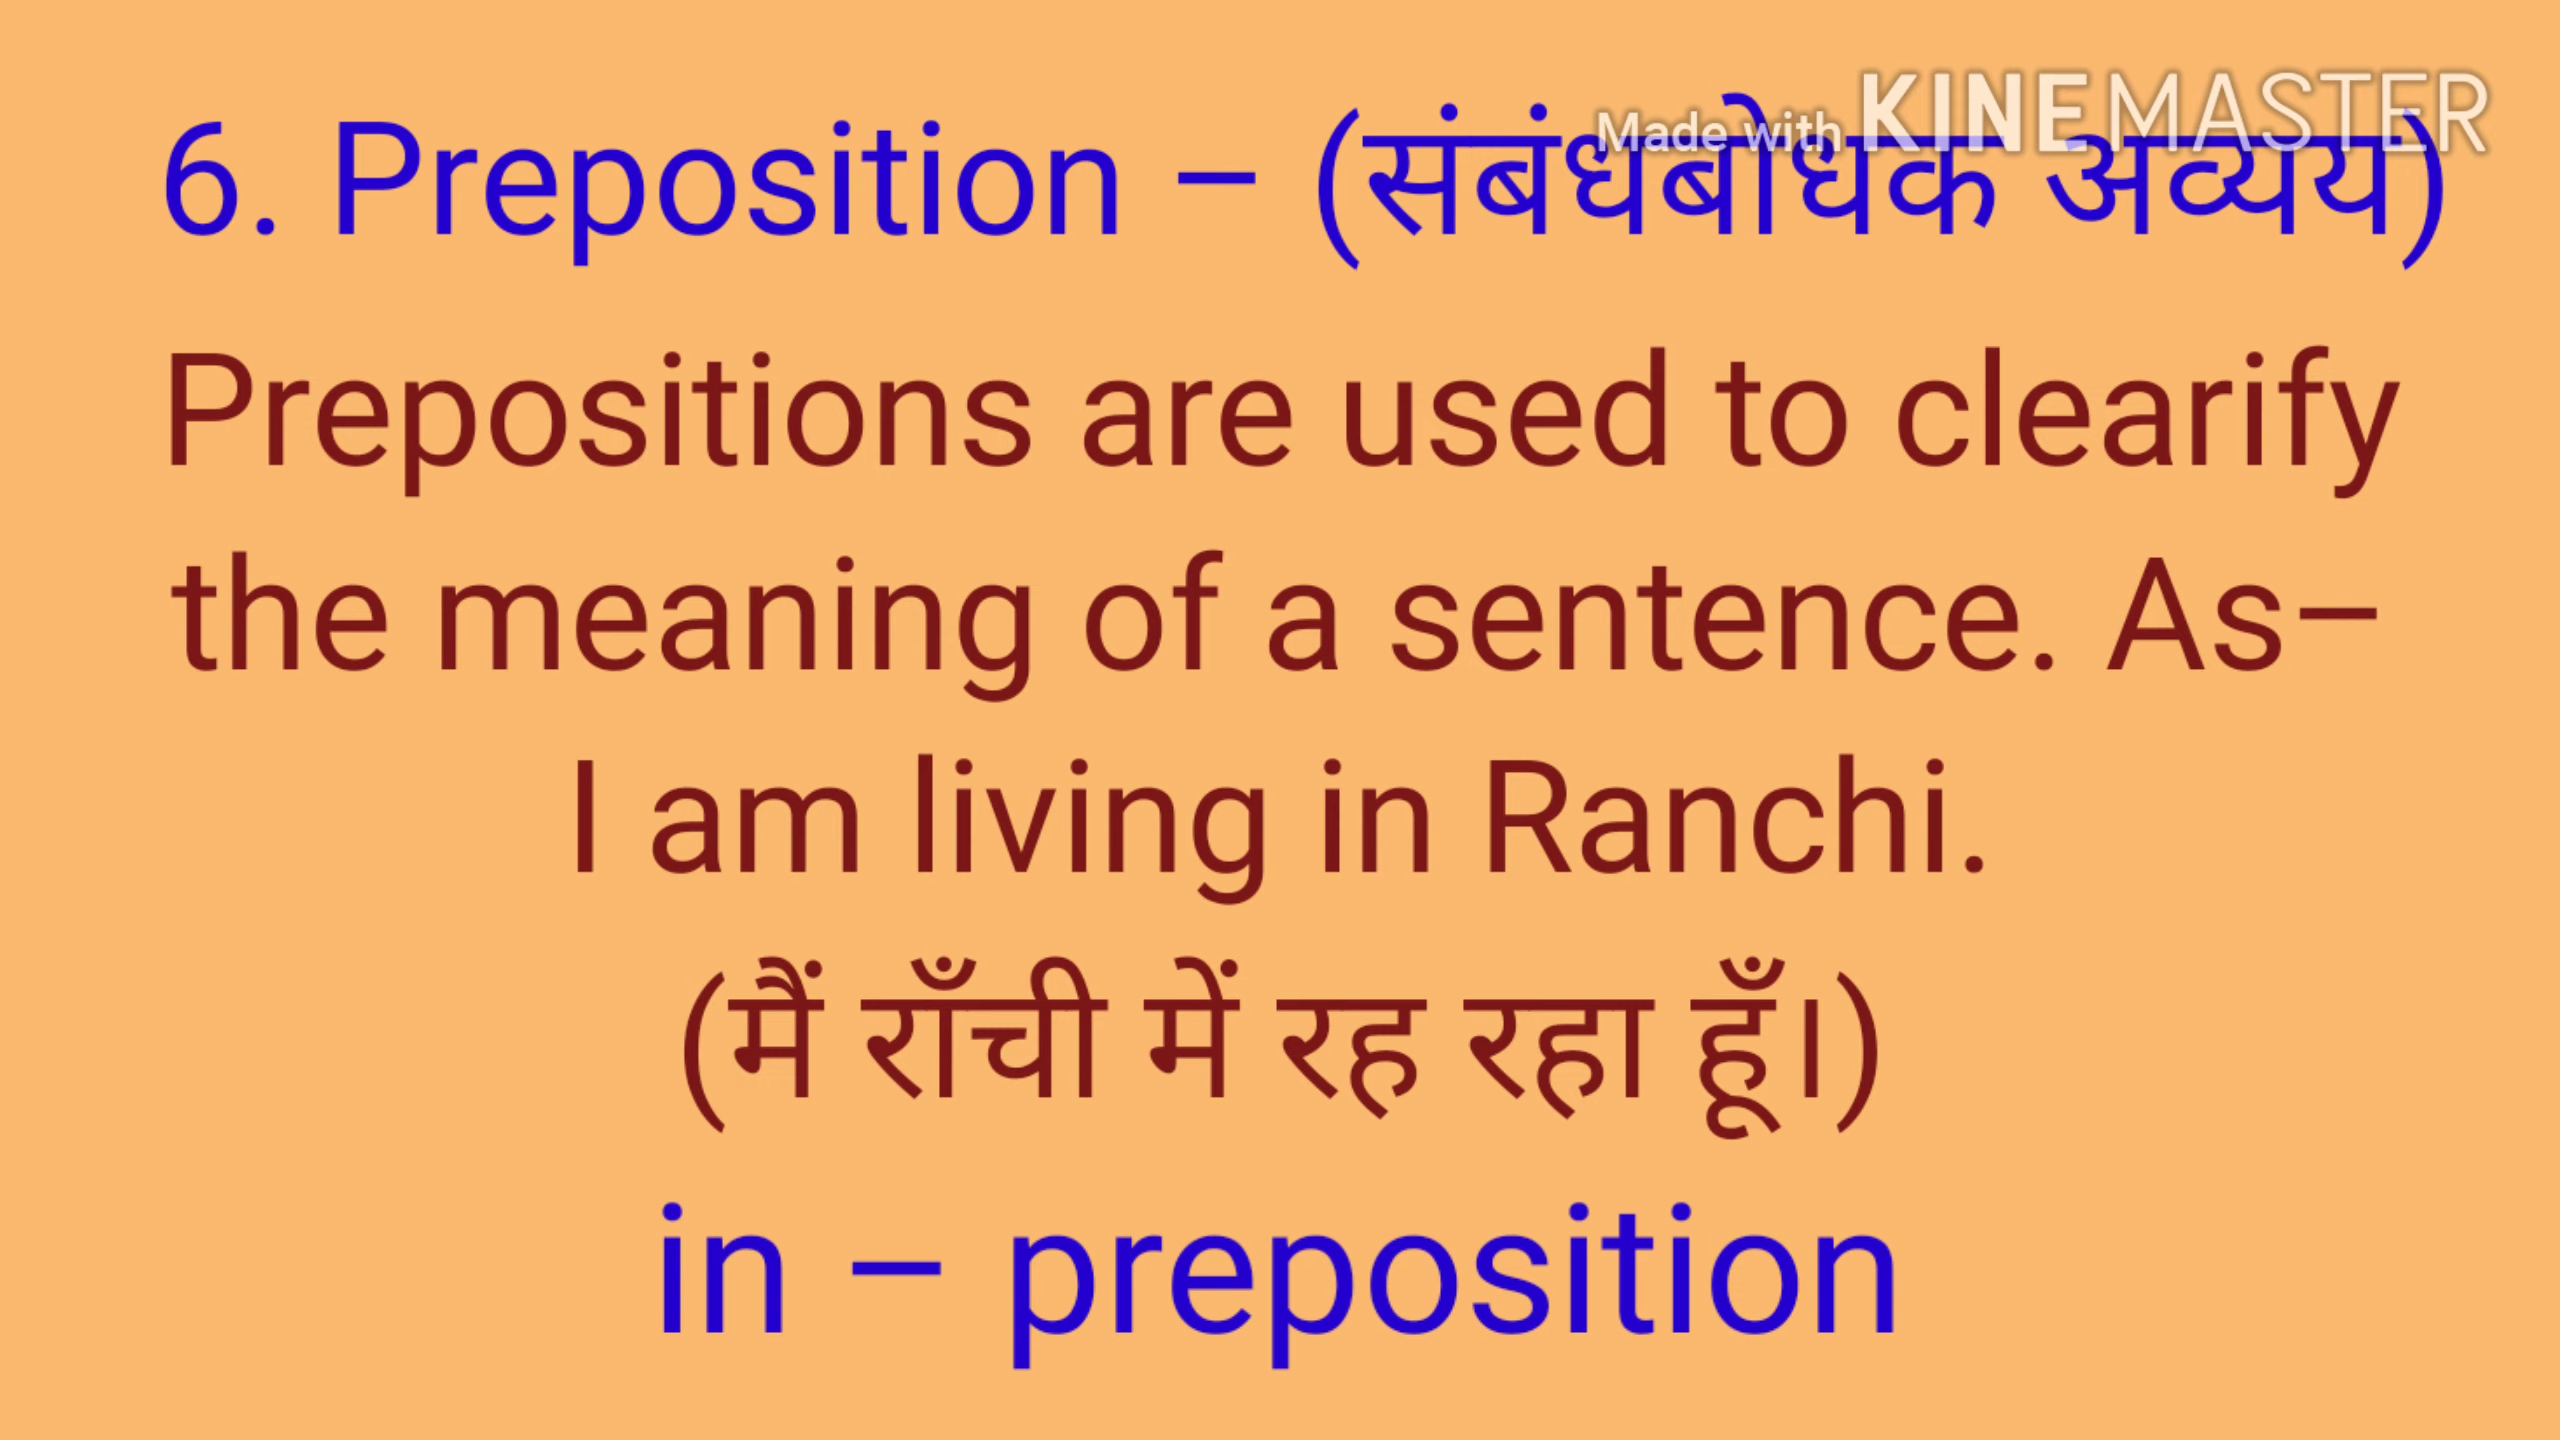 Made with KINEMASTER
6. Preposition – (संबंधबोधक अव्यय)
Prepositions are used to clearify
the meaning of a sentence. As–
I am living in Ranchi.
(मैं राँची में रह रहा हूँ।)
in – preposition